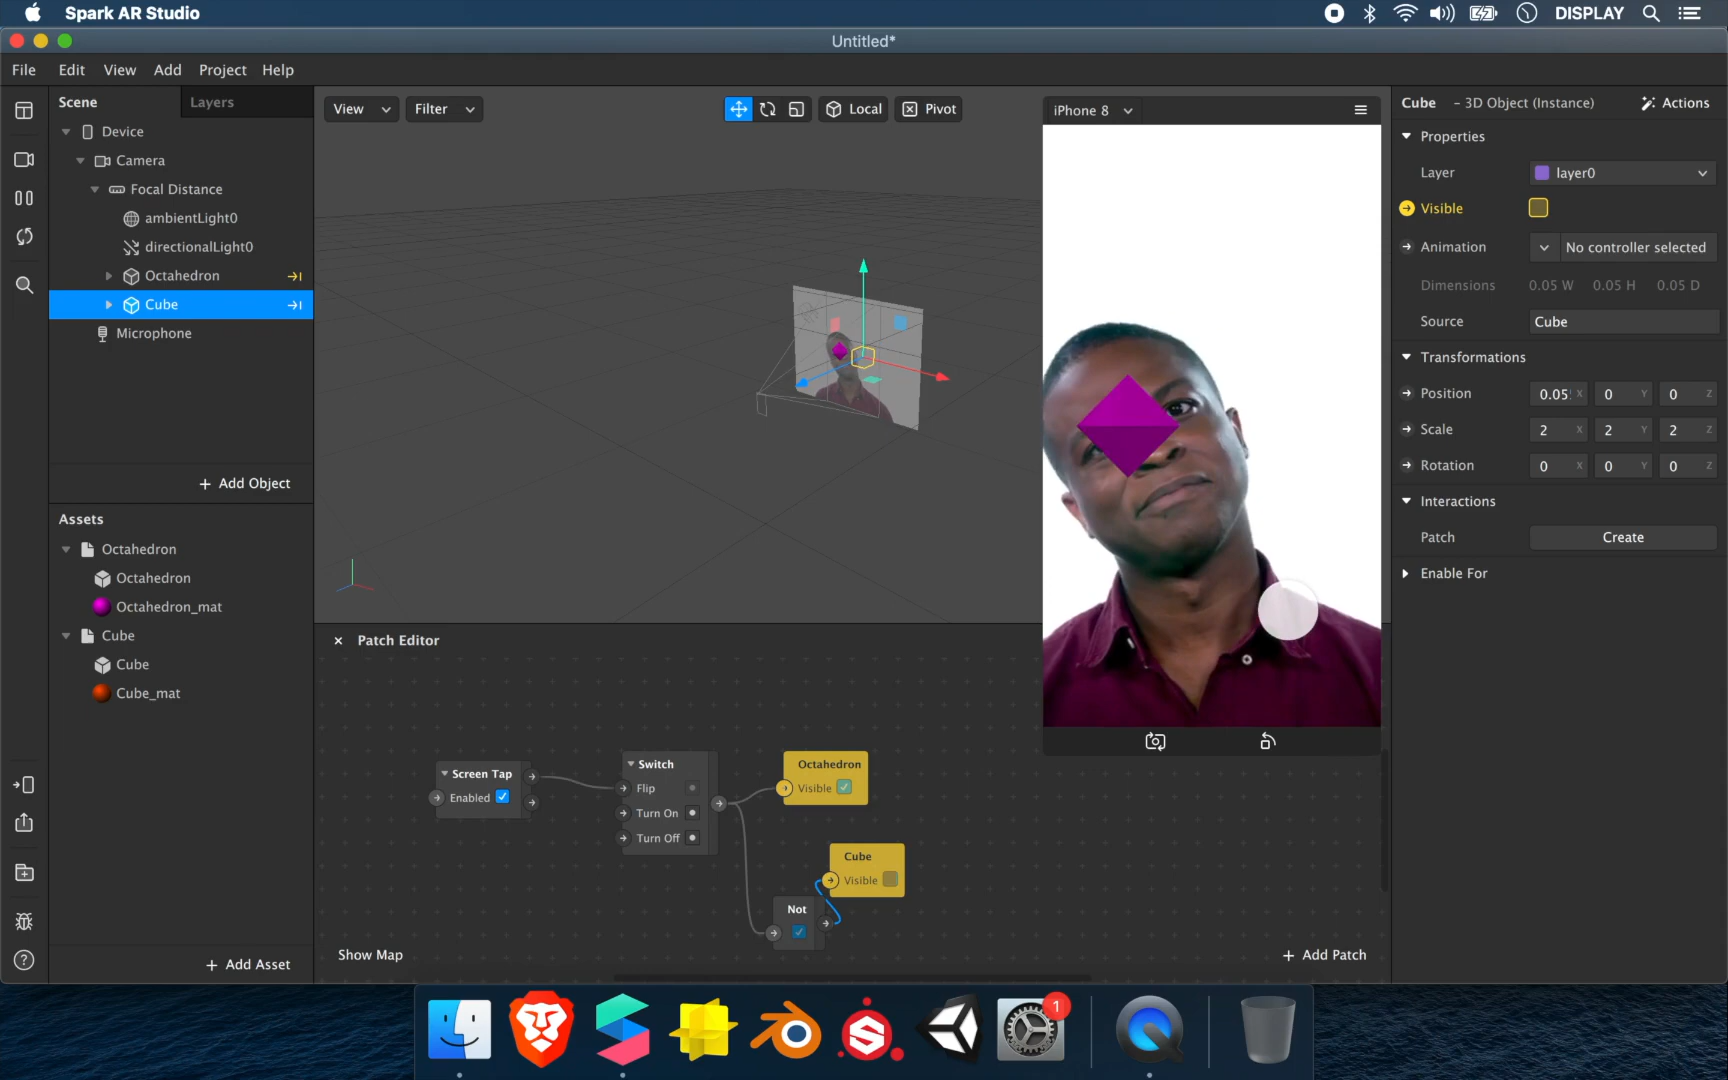 Spark AR Studio
DISPLAY
Untitled*
File Edit View Add Project Help
Scene
Layers
Device
Camera
Focal Distance
ambientLight0
directionalLight0
Octahedron
Cube
Microphone
+ Add Object
Assets
Octahedron
Octahedron
Octahedron_mat
Cube
Cube
Cube_mat
+ Add Asset
View
Filter
Local
Pivot
iPhone 8
Patch Editor
Screen Tap
Enabled
Switch
Flip
Turn On
Turn Off
Octahedron
Visible
Cube
Visible
Not
Show Map
+ Add Patch
Cube – 3D Object (Instance)
Actions
Properties
Layer layer0
Visible
Animation No controller selected
Dimensions 0.05 W 0.05 H 0.05 D
Source Cube
Transformations
Position 0.05 X 0 Y 0 Z
Scale 2 X 2 Y 2 Z
Rotation 0 X 0 Y 0 Z
Interactions
Patch Create
Enable For
1